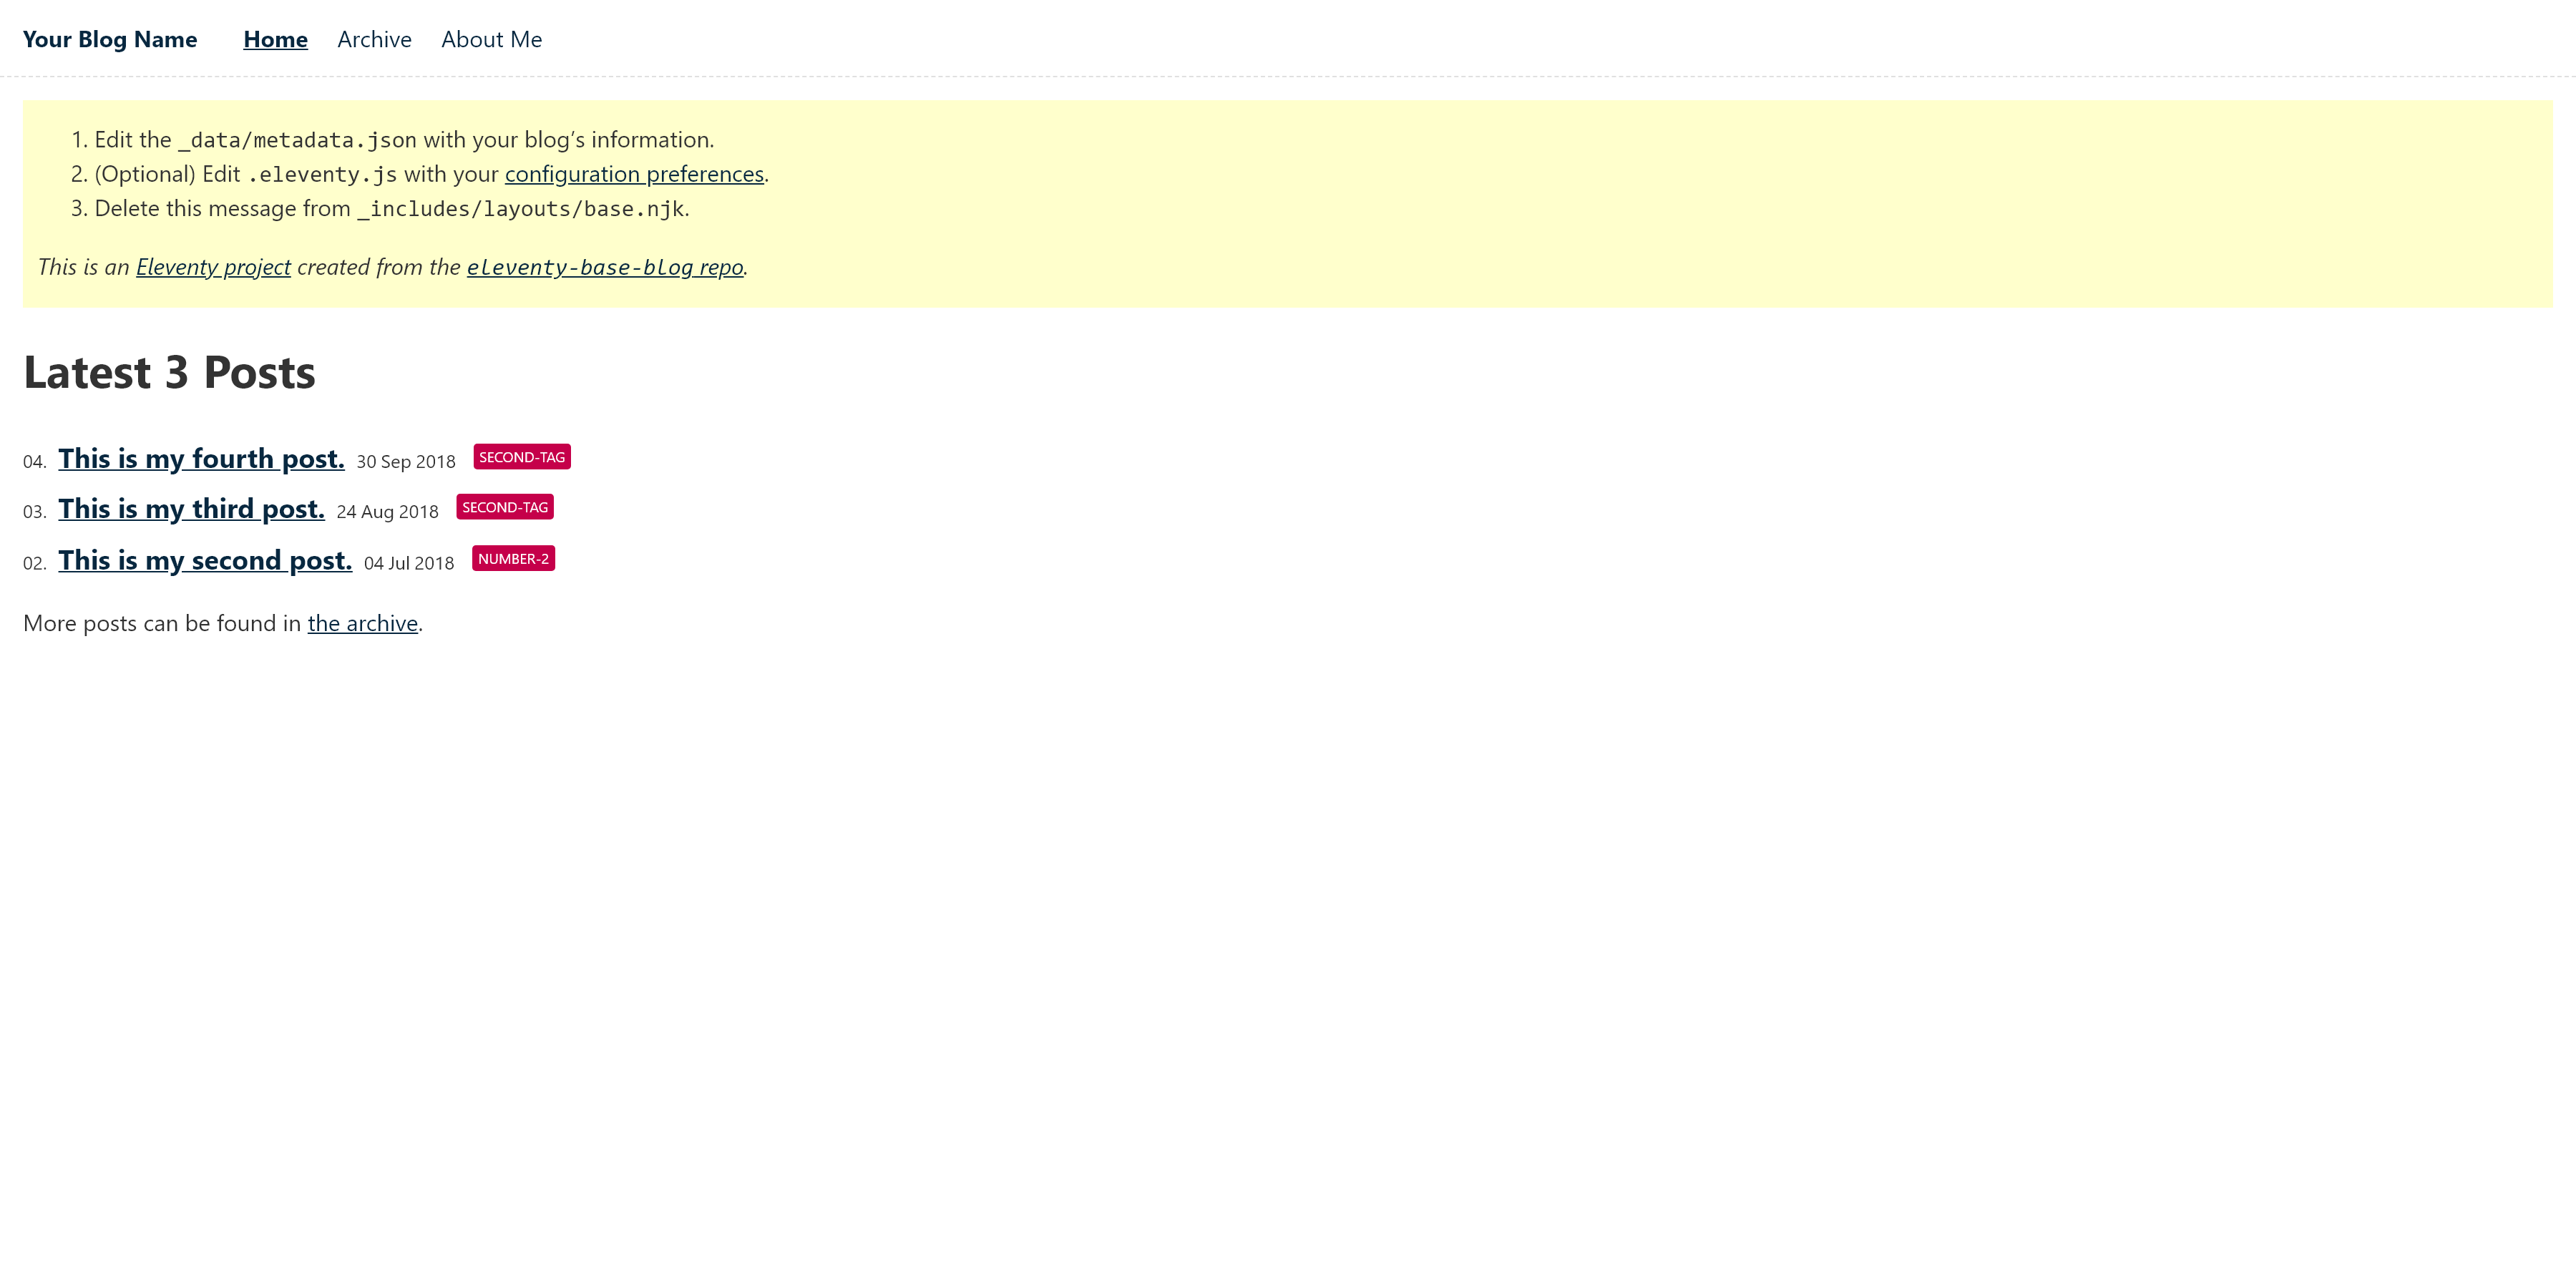 Your Blog Name Home Archive About Me
1. Edit the _data/metadata.json with your blog’s information.
2. (Optional) Edit .eleventy.js with your configuration preferences.
3. Delete this message from _includes/layouts/base.njk.
This is an Eleventy project created from the eleventy-base-blog repo.
Latest 3 Posts
04. This is my fourth post. 30 Sep 2018 SECOND-TAG
03. This is my third post. 24 Aug 2018 SECOND-TAG
02. This is my second post. 04 Jul 2018 NUMBER-2
More posts can be found in the archive.